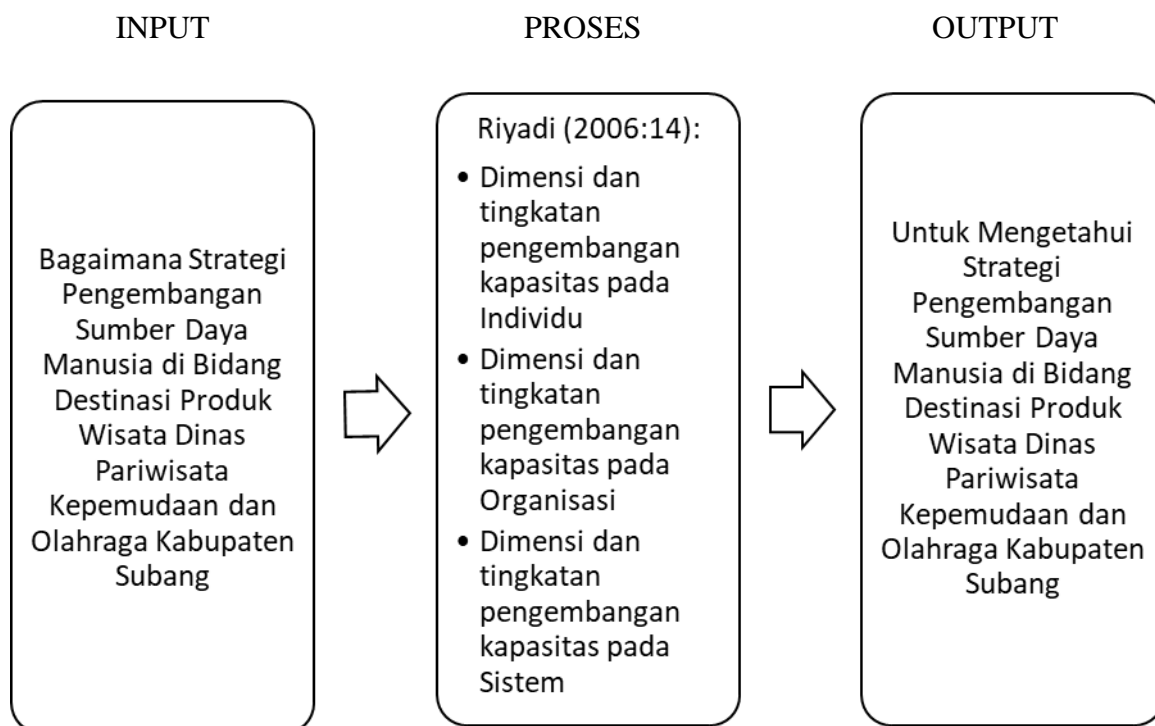 INPUT
PROSES
OUTPUT
Bagaimana Strategi
Pengembangan
Sumber Daya
Manusia di Bidang
Destinasi Produk
Wisata Dinas
Pariwisata
Kepemudaan dan
Olahraga Kabupaten
Subang
Riyadi (2006:14):
• Dimensi dan
tingkatan
pengembangan
kapasitas pada
Individu
• Dimensi dan
tingkatan
pengembangan
kapasitas pada
Organisasi
• Dimensi dan
tingkatan
pengembangan
kapasitas pada
Sistem
Untuk Mengetahui
Strategi
Pengembangan
Sumber Daya
Manusia di Bidang
Destinasi Produk
Wisata Dinas
Pariwisata
Kepemudaan dan
Olahraga Kabupaten
Subang